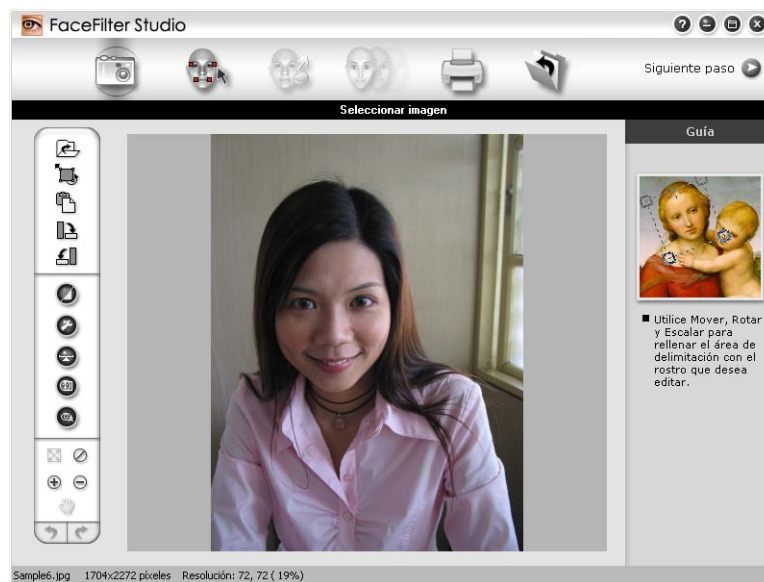 FaceFilter Studio
Siguiente paso
Seleccionar imagen
Guía
Utilice Mover, Rotar
y Escalar para
rellenar el área de
delimitación con el
rostro que desea
editar.
Sample6.jpg 1704x2272 píxeles Resolución: 72, 72 ( 19%)